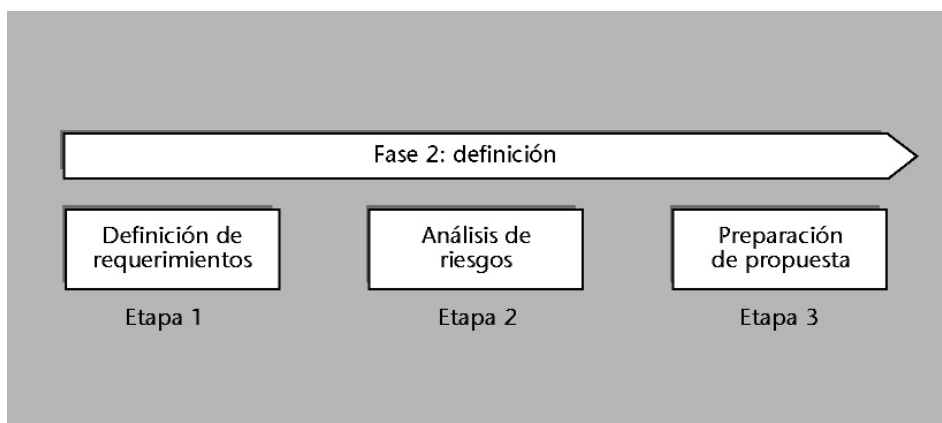 Fase 2: definición
Definición de
requerimientos
Análisis de
riesgos
Preparación
de propuesta
Etapa 1
Etapa 2
Etapa 3